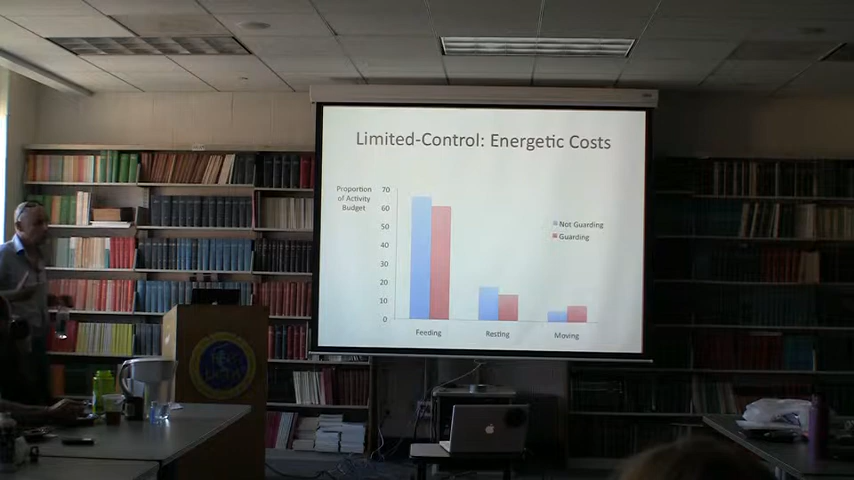 Limited-Control: Energetic Costs
Proportion
of Activity
Budget
70
60
50
40
30
20
10
0
Not Guarding
Guarding
Feeding
Resting
Moving